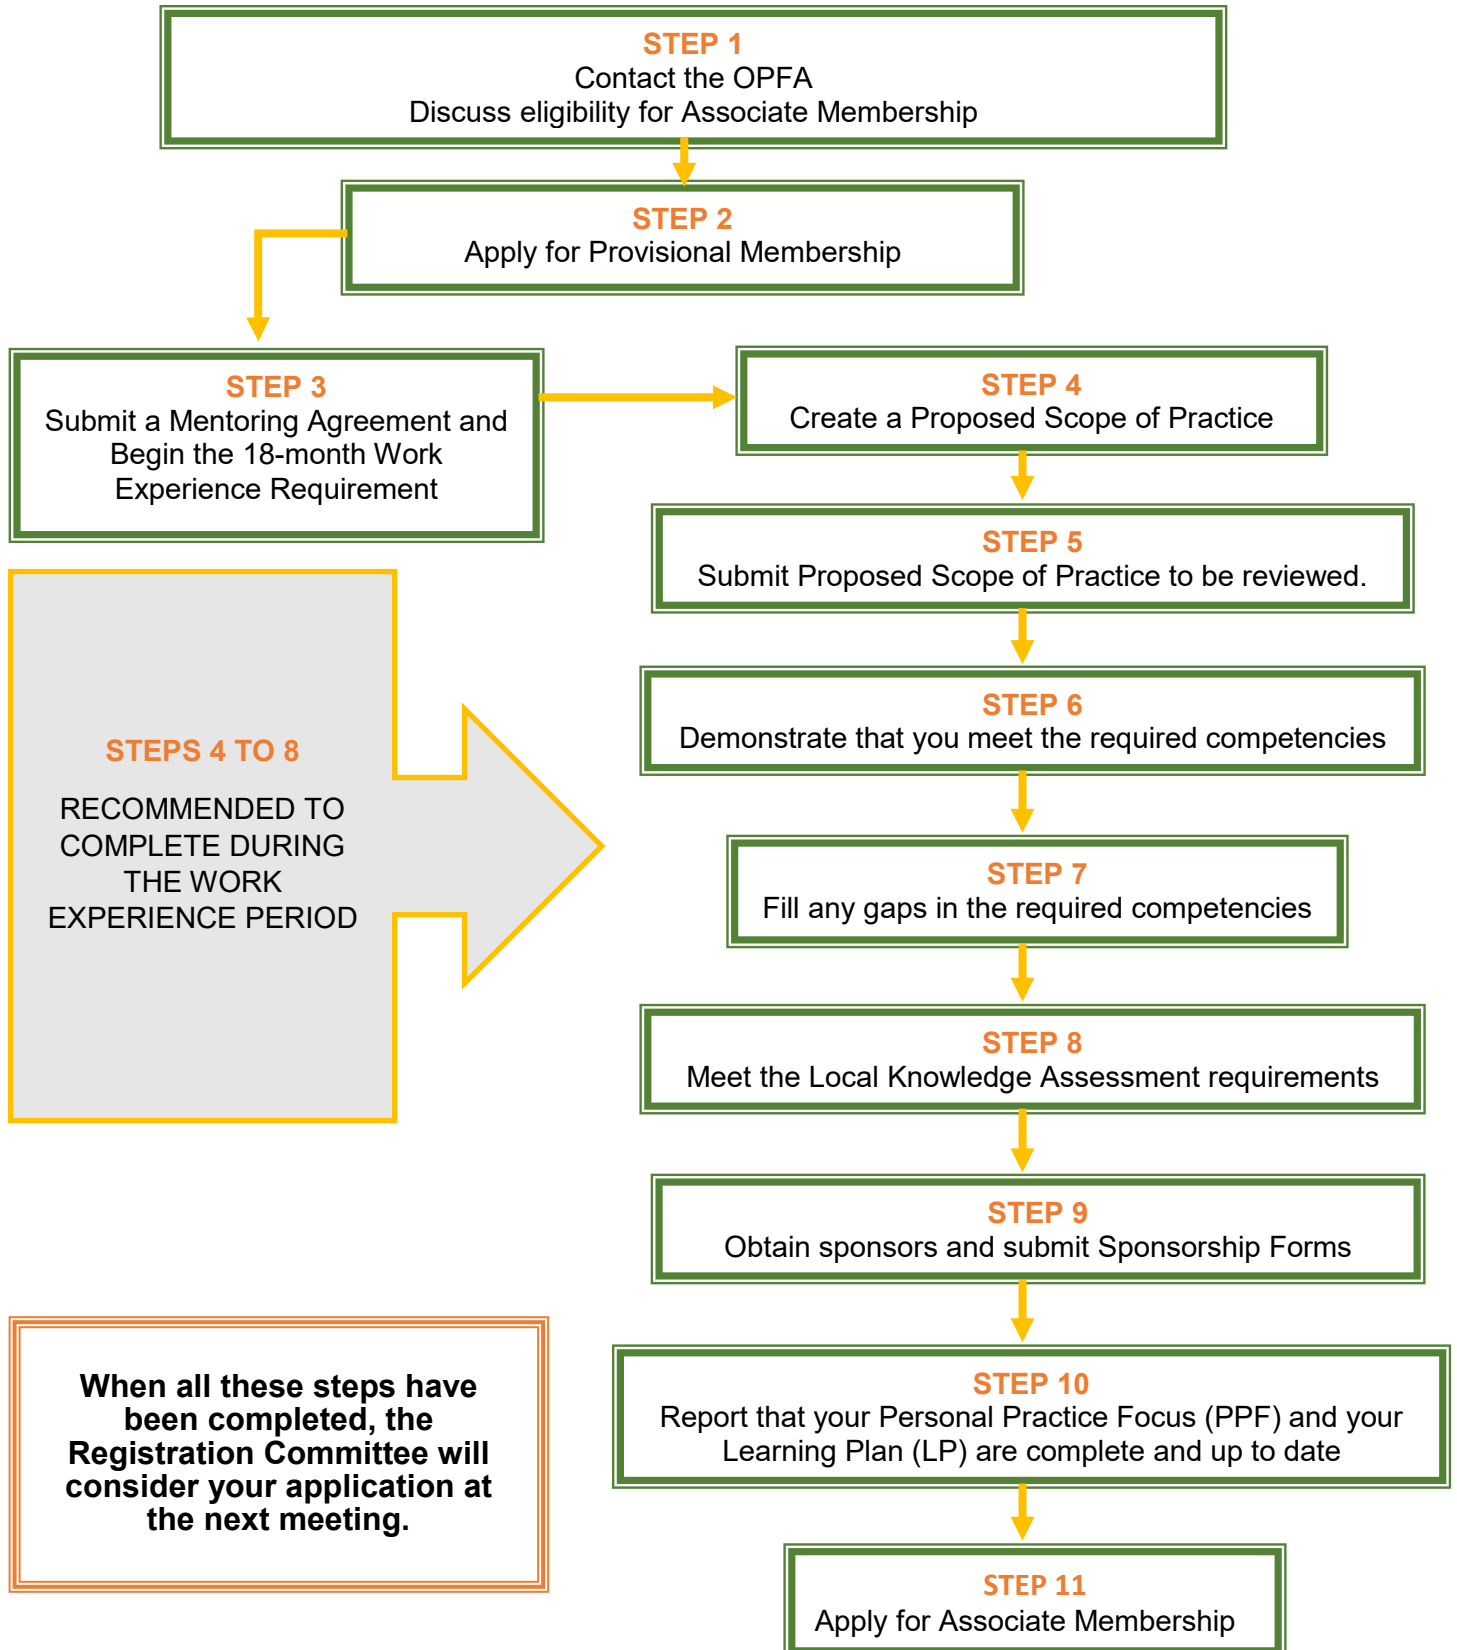 STEP 1
Contact the OPFA
Discuss eligibility for Associate Membership
STEP 2
Apply for Provisional Membership
STEP 3
Submit a Mentoring Agreement and
Begin the 18-month Work
Experience Requirement
STEP 4
Create a Proposed Scope of Practice
STEP 5
Submit Proposed Scope of Practice to be reviewed.
STEP 6
Demonstrate that you meet the required competencies
STEPS 4 TO 8
RECOMMENDED TO
COMPLETE DURING
THE WORK
EXPERIENCE PERIOD
STEP 7
Fill any gaps in the required competencies
STEP 8
Meet the Local Knowledge Assessment requirements
STEP 9
Obtain sponsors and submit Sponsorship Forms
STEP 10
Report that your Personal Practice Focus (PPF) and your
Learning Plan (LP) are complete and up to date
STEP 11
Apply for Associate Membership
When all these steps have
been completed, the
Registration Committee will
consider your application at
the next meeting.